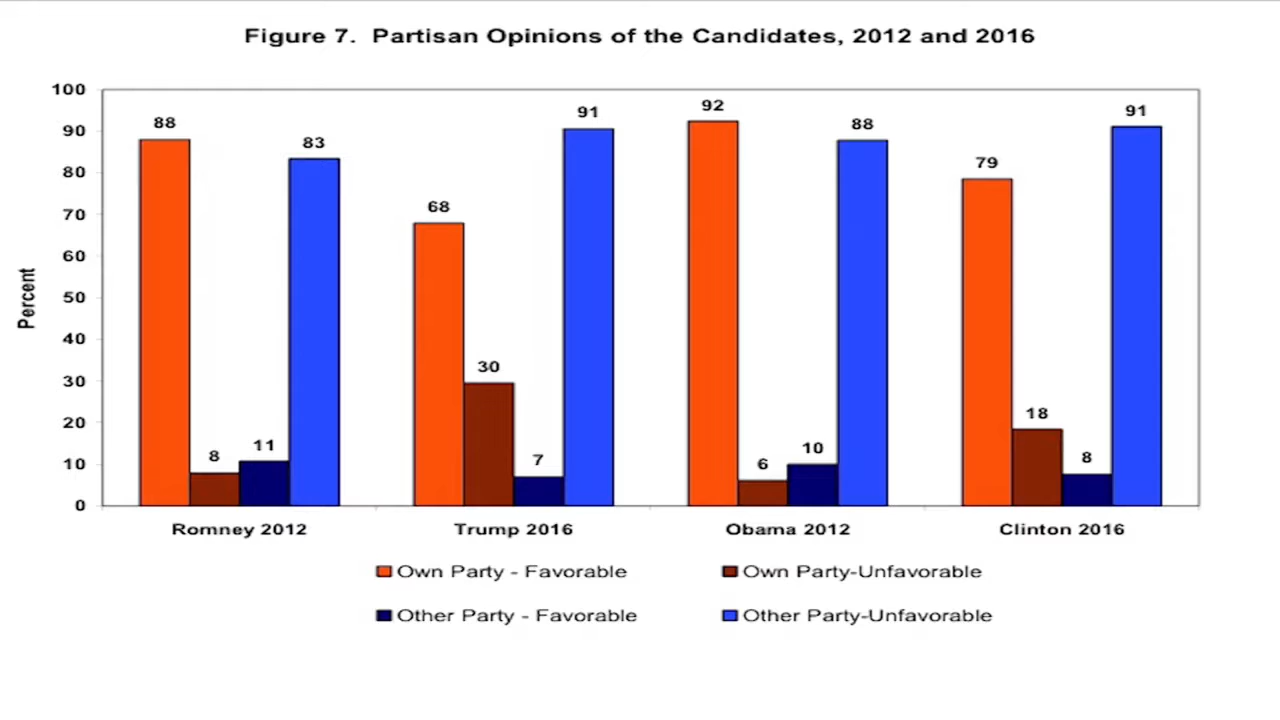 Figure 7. Partisan Opinions of the Candidates, 2012 and 2016
Percent
100
90
80
70
60
50
40
30
20
10
0
88
8
11
83
68
30
7
91
92
6
10
88
79
18
8
91
Romney 2012
Trump 2016
Obama 2012
Clinton 2016
Own Party - Favorable
Own Party-Unfavorable
Other Party - Favorable
Other Party-Unfavorable